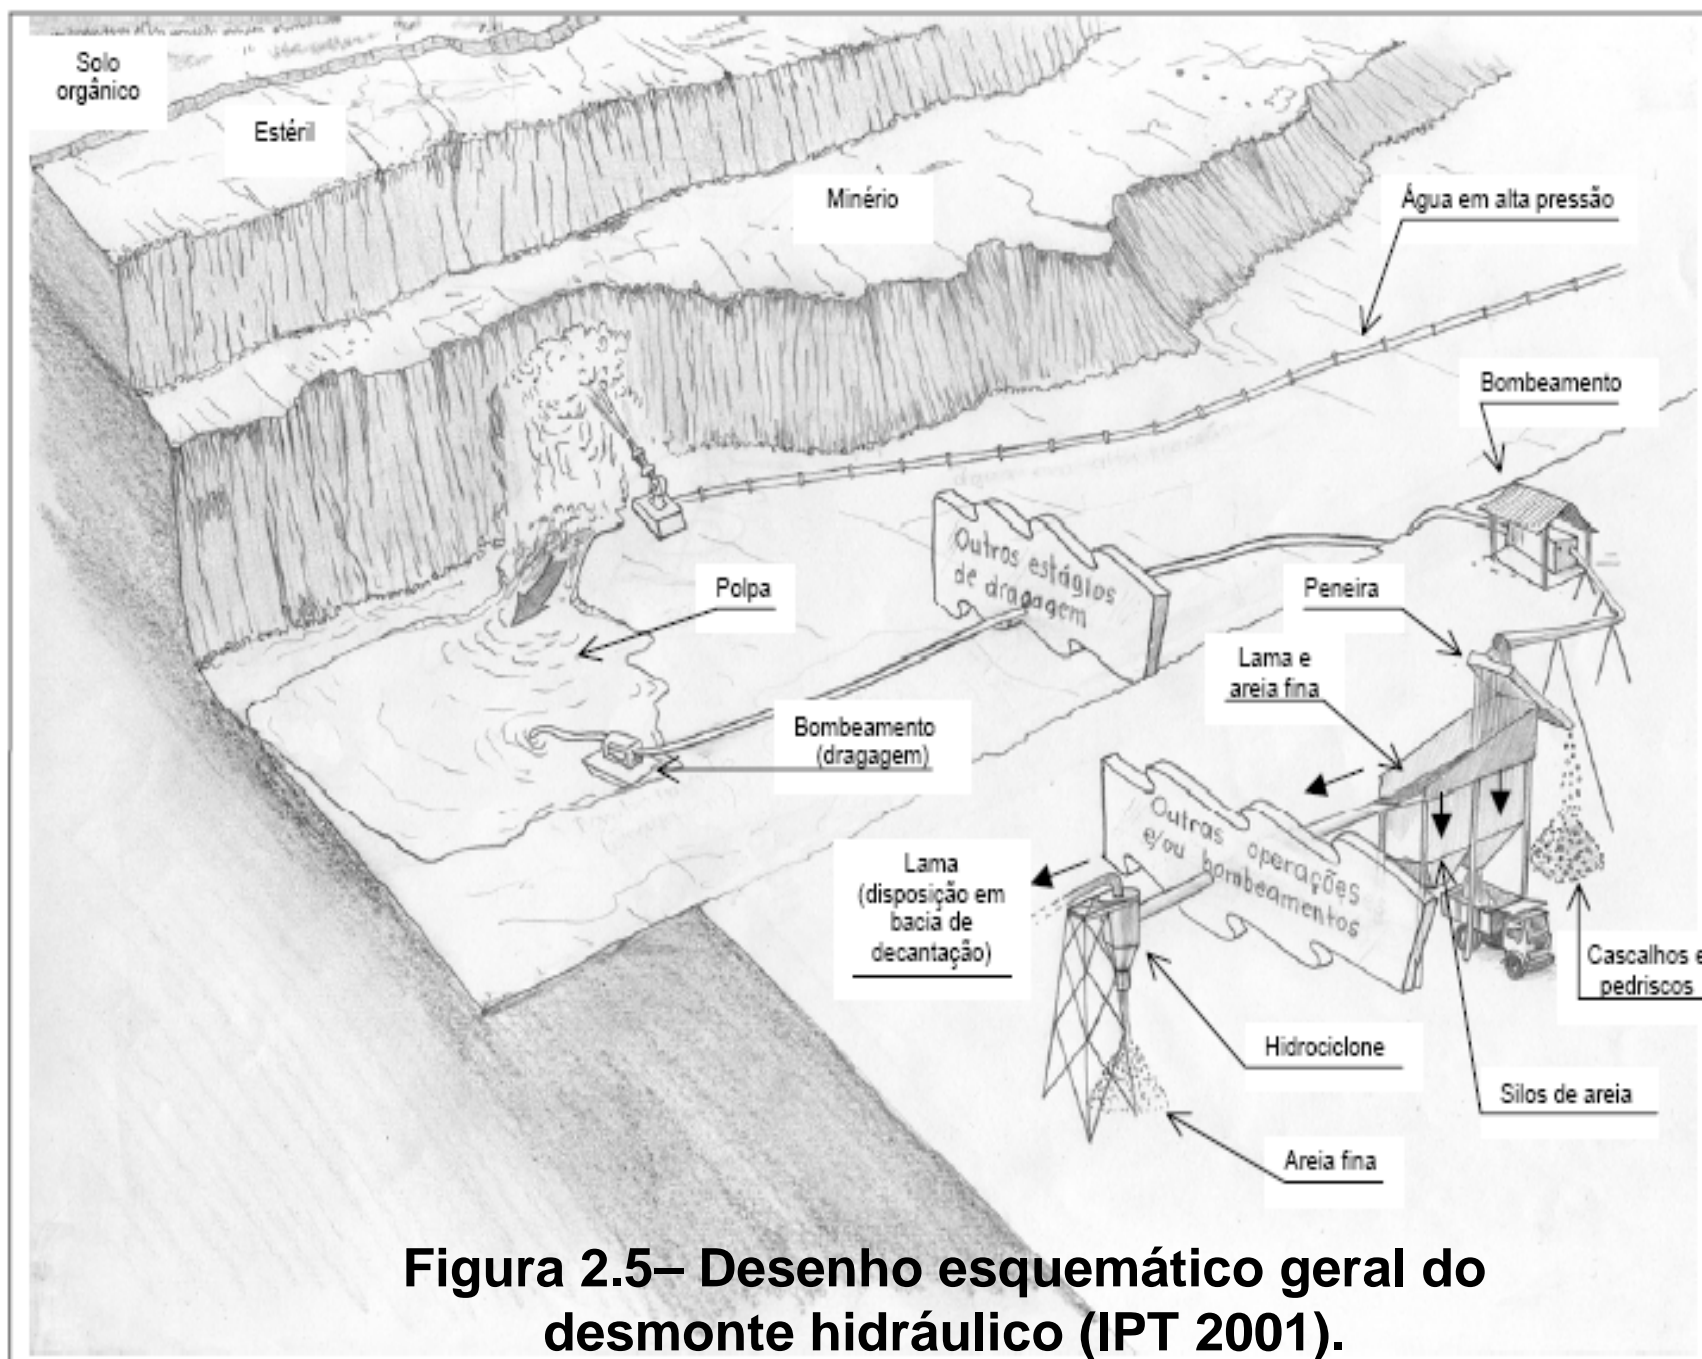 Solo
orgânico
Estéril
Minério
Água em alta pressão
Bombeamento
Outros estágios
de dragagem
Polpa
Peneira
Lama e
areia fina
Bombeamento
(dragagem)
Outras operações
e/ou bombeamentos
Lama
(disposição em
bacia de
decantação)
Cascalhos e
pedriscos
Hidrociclone
Silos de areia
Areia fina
Figura 2.5– Desenho esquemático geral do
desmonte hidráulico (IPT 2001).